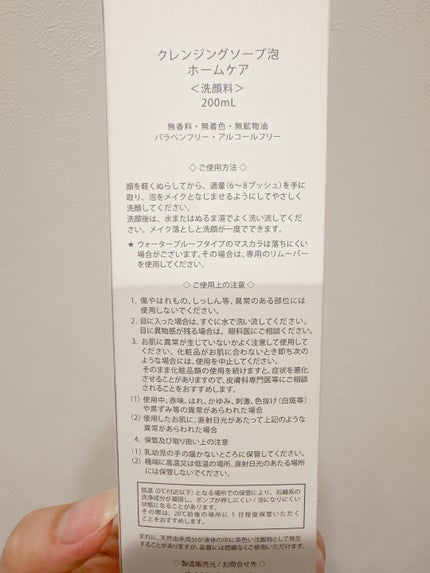 クレンジングソープ泡
ホームケア
＜洗顔料＞
200mL
無香料・無着色・無鉱物油
パラベンフリー・アルコールフリー
◇ ご使用方法 ◇
顔を軽くぬらしてから、適量（6～8プッシュ）を手に
取り、泡をメイクとなじませるようにしてやさしく
洗顔してください。
洗顔後は、水またはぬるま湯でよく洗い流してくだ
さい。メイク落としと洗顔が一度でできます。
★ ウォータープルーフタイプのマスカラは落ちにくい
場合がございます。その場合は、専用のリムーバー
を使用してください。
◇ ご使用上の注意 ◇
1. 傷やはれもの、しっしん等、異常のある部位には
使用しないでください。
2. 目に入った場合は、すぐに水で洗い流してください。
目に異物感が残る場合は、眼科医にご相談ください。
3. お肌に異常が生じていないかよく注意して使用して
ください。化粧品がお肌に合わないとき即ち次の
ような場合には、使用を中止してください。
そのまま化粧品類の使用を続けますと、症状を悪化
させることがありますので、皮膚科専門医等にご相談
されることをおすすめします。
(1) 使用中、赤味、はれ、かゆみ、刺激、色抜け（白斑等）
や黒ずみ等の異常があらわれた場合
(2) 使用したお肌に、直射日光があたって上記のような
異常があらわれた場合
4. 保管及び取り扱い上の注意
(1) 乳幼児の手の届かないところに保管してください。
(2) 極端に高温又は低温の場所、直射日光のあたる場所
には保管しないでください。
低温（0℃付近以下）となる場所での保管により、石鹸系の
洗浄成分が凝固し、ポンプが押しにくい / 泡になりにくい
状態になることがあります。
その際は、20℃前後の場所に 1 日程度保管いただく
ことをおすすめします。
まれに、天然由来成分が液体の中に茶色い沈殿物として発生
することがありますが、品質には問題なくご使用いただけます。
◇ 製造販売元 / お問合せ先 ◇